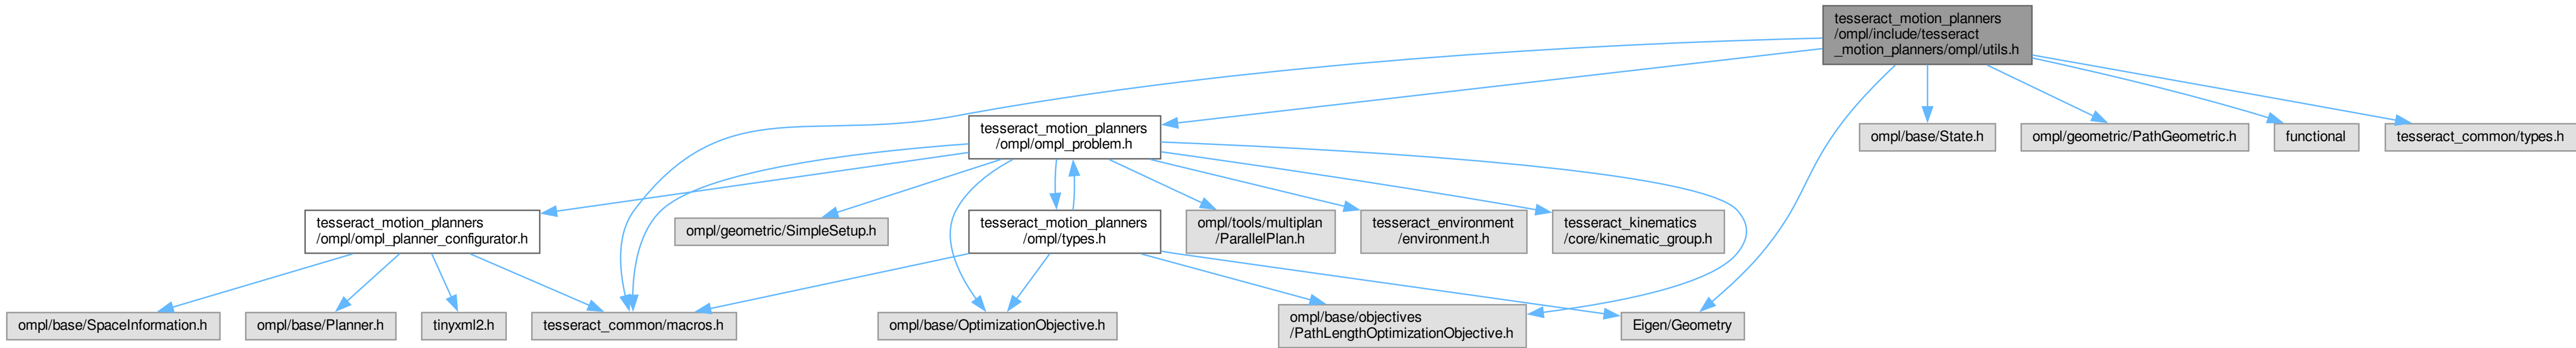 tesseract_motion_planners
/ompl/include/tesseract
_motion_planners/ompl/utils.h
tesseract_motion_planners
/ompl/ompl_problem.h
ompl/base/State.h
ompl/geometric/PathGeometric.h
functional
tesseract_common/types.h
tesseract_motion_planners
/ompl/ompl_planner_configurator.h
ompl/geometric/SimpleSetup.h
tesseract_motion_planners
/ompl/types.h
ompl/tools/multiplan
/ParallelPlan.h
tesseract_environment
/environment.h
tesseract_kinematics
/core/kinematic_group.h
ompl/base/SpaceInformation.h
ompl/base/Planner.h
tinyxml2.h
tesseract_common/macros.h
ompl/base/OptimizationObjective.h
ompl/base/objectives
/PathLengthOptimizationObjective.h
Eigen/Geometry